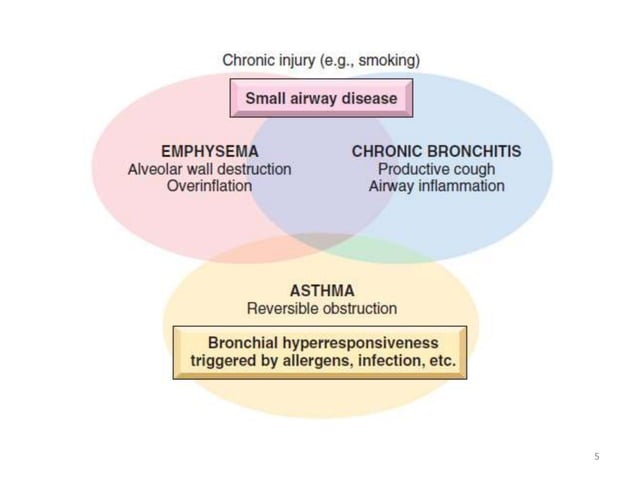 Chronic injury (e.g., smoking)
Small airway disease
EMPHYSEMA
Alveolar wall destruction
Overinflation
CHRONIC BRONCHITIS
Productive cough
Airway inflammation
ASTHMA
Reversible obstruction
Bronchial hyperresponsiveness
triggered by allergens, infection, etc.
5